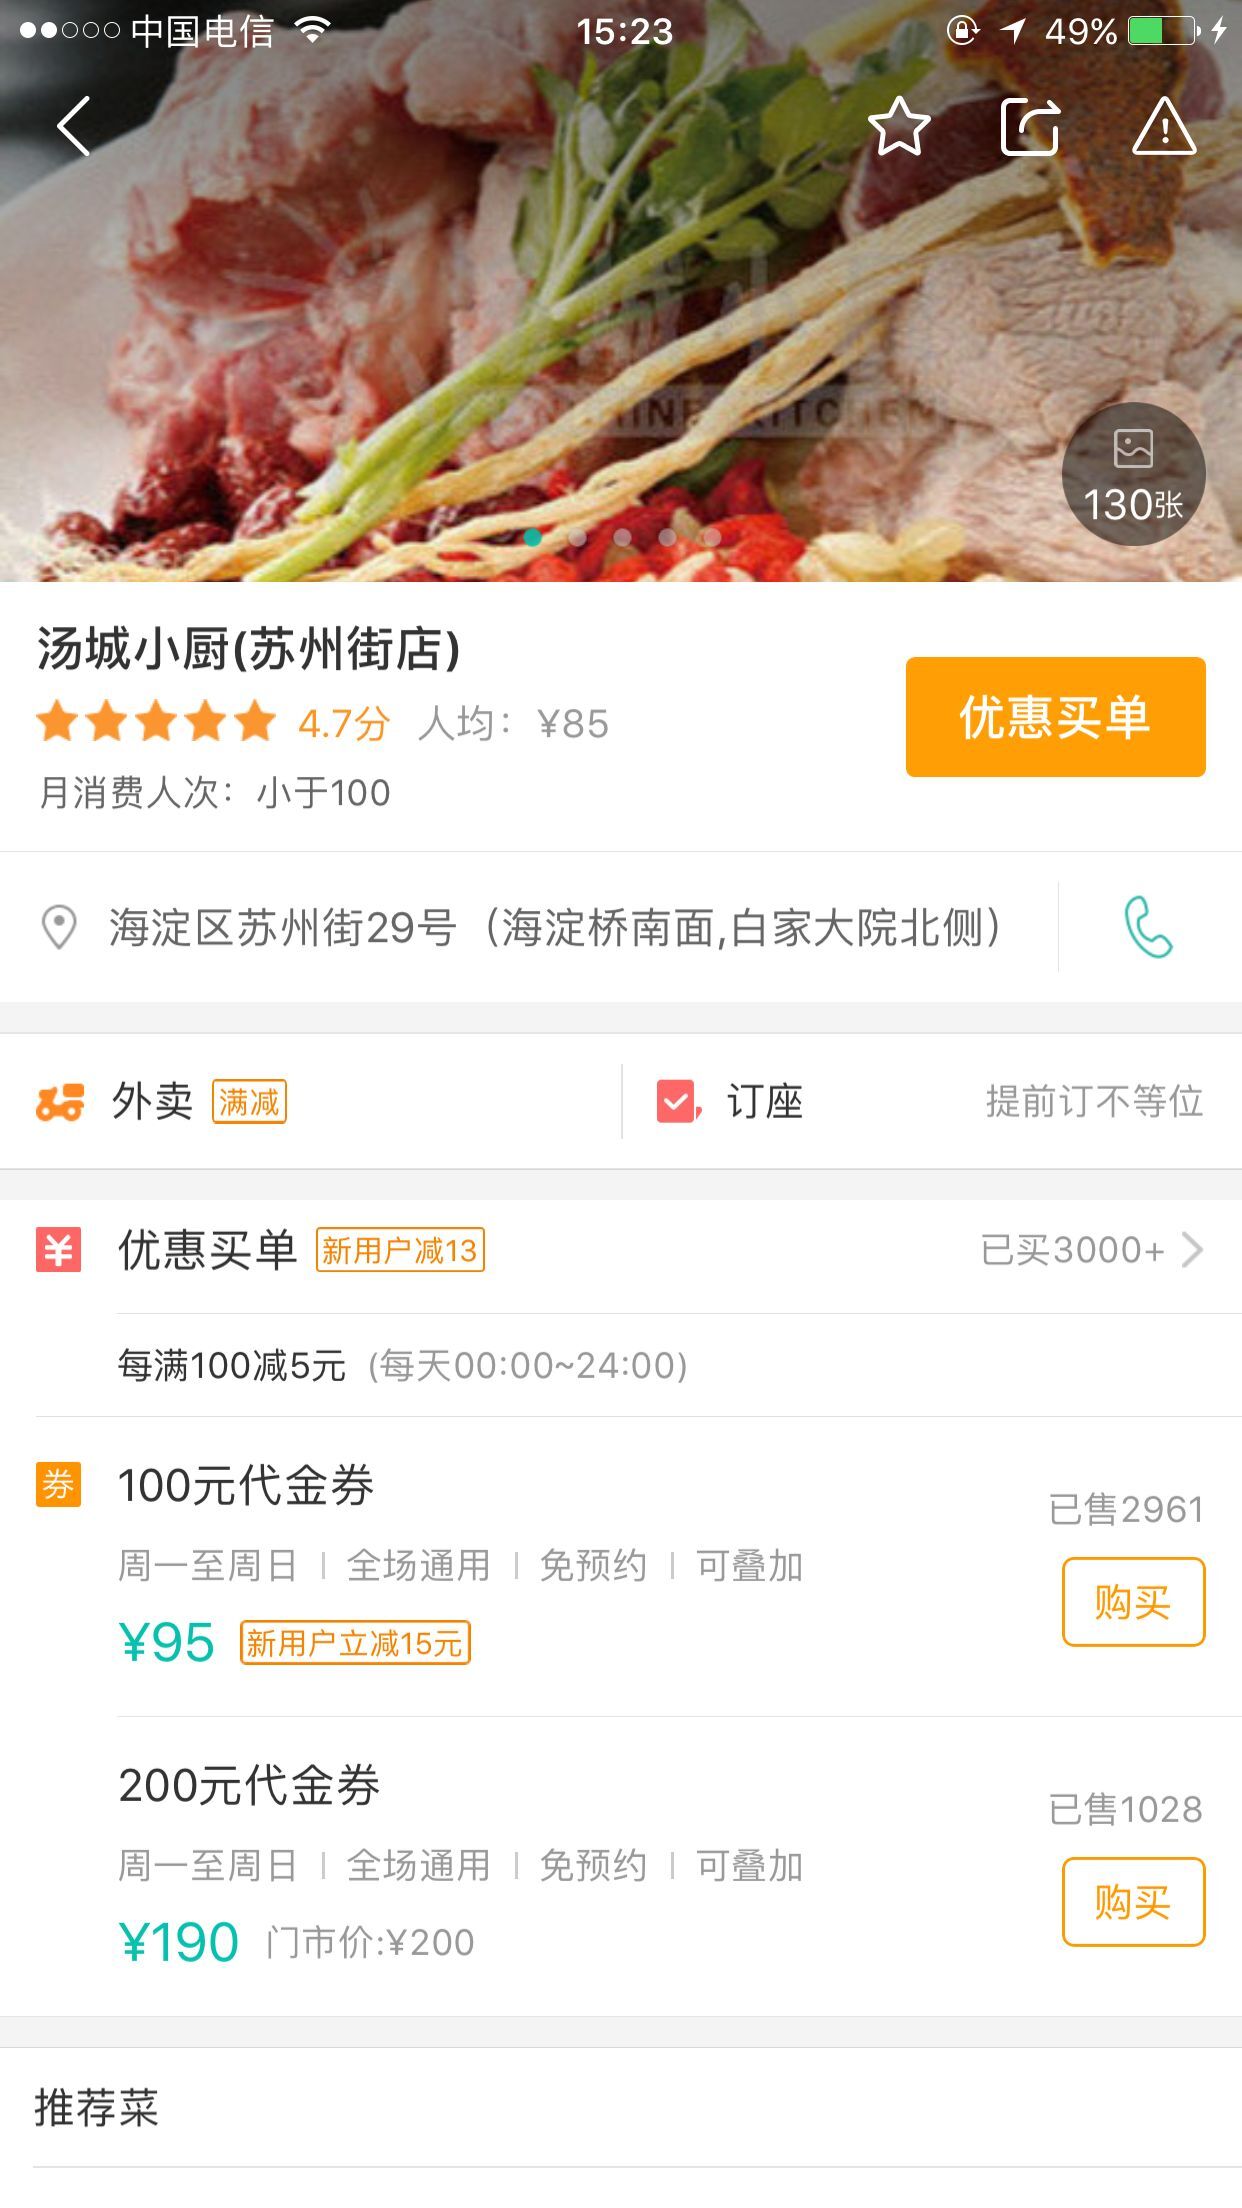 中国电信 15:23 49%
130张
汤城小厨(苏州街店)
4.7分 人均：¥85
优惠买单
月消费人次：小于100
海淀区苏州街29号（海淀桥南面,白家大院北侧）
外卖 满减 订座 提前订不等位
¥ 优惠买单 新用户减13 已买3000+
每满100减5元 (每天00:00~24:00)
券 100元代金券
已售2961
周一至周日 | 全场通用 | 免预约 | 可叠加
购买
¥95 新用户立减15元
200元代金券
已售1028
周一至周日 | 全场通用 | 免预约 | 可叠加
购买
¥190 门市价:¥200
推荐菜